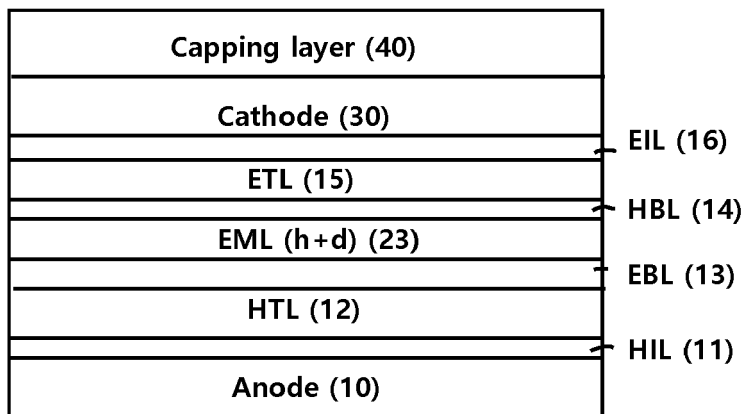 Capping layer (40)
Cathode (30)
EIL (16)
ETL (15)
HBL (14)
EML (h+d) (23)
EBL (13)
HTL (12)
HIL (11)
Anode (10)